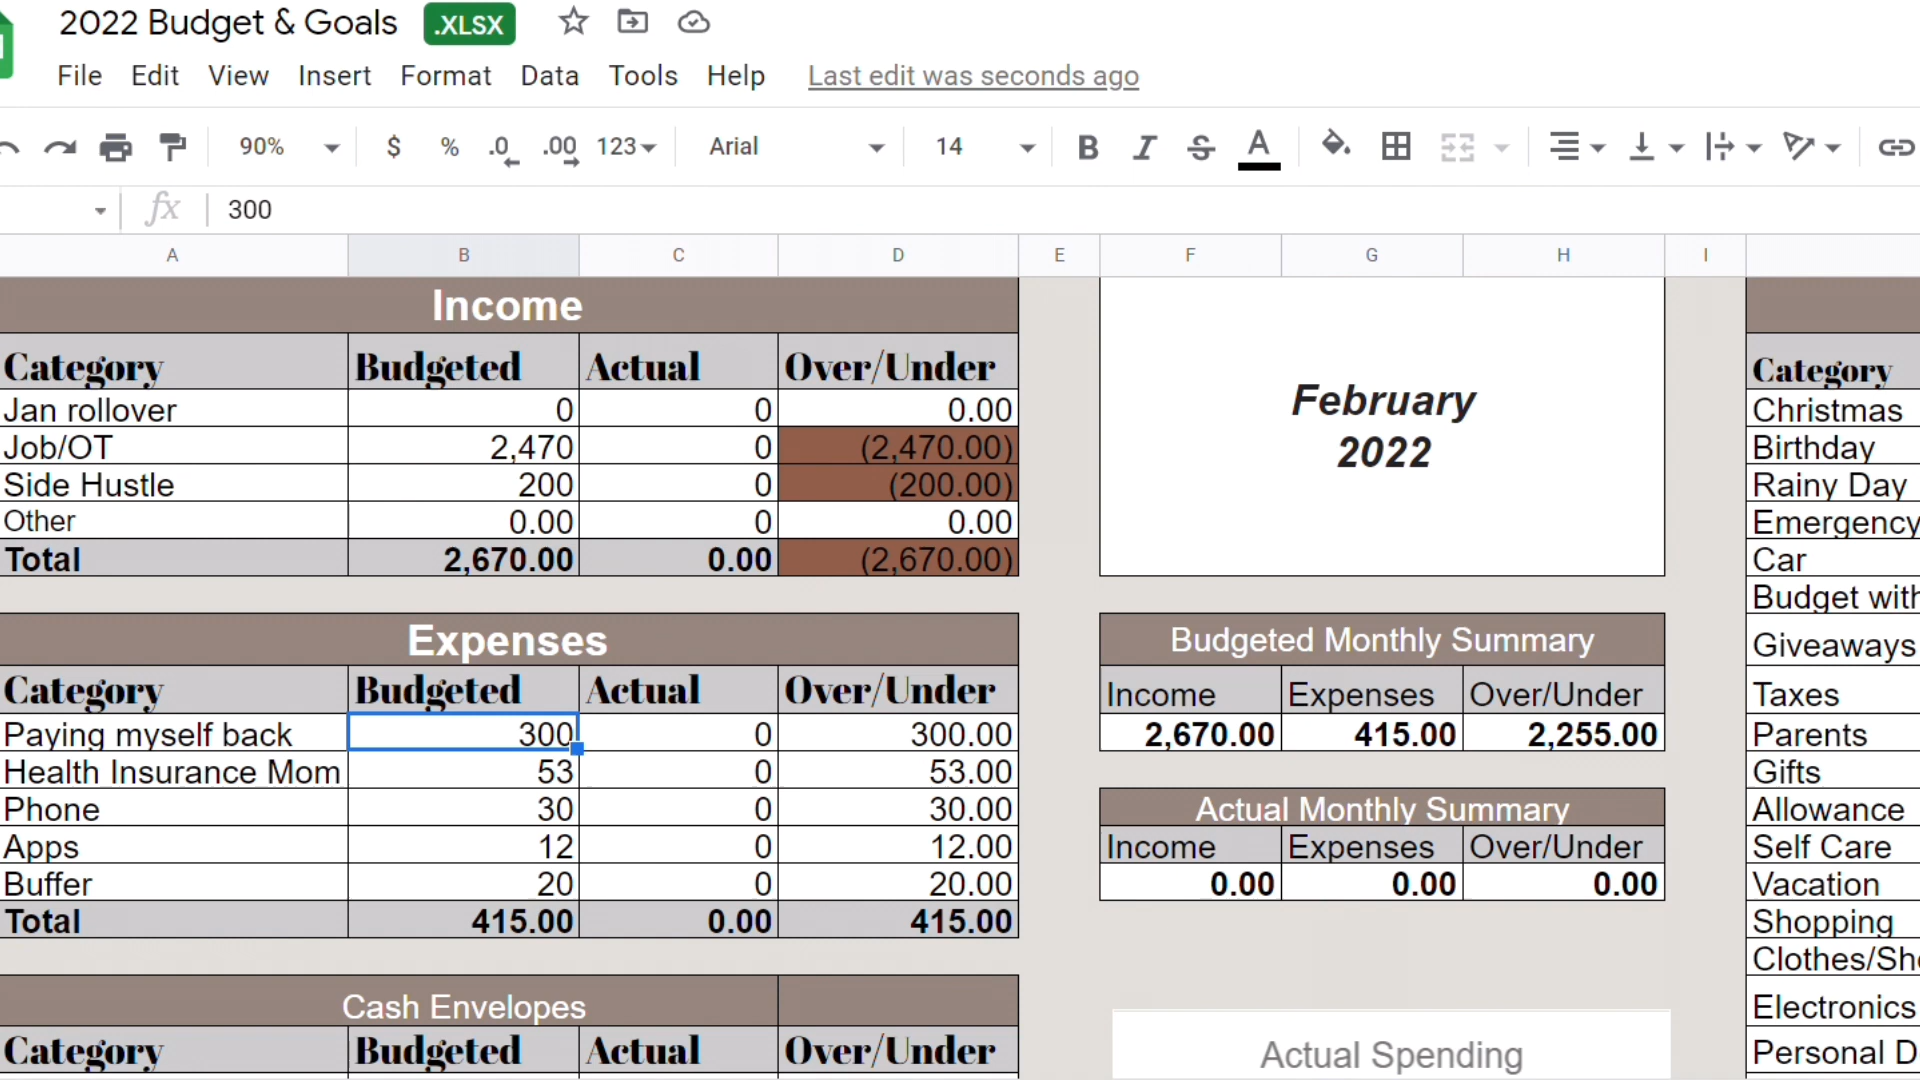 2022 Budget & Goals .XLSX
File Edit View Insert Format Data Tools Help Last edit was seconds ago
90% $ % .0 .00 123 Arial 14 B I S A
fx 300
A B C D E F G H I
Income
Category Budgeted Actual Over/Under
Jan rollover 0 0 0.00
Job/OT 2,470 0 (2,470.00)
Side Hustle 200 0 (200.00)
Other 0.00 0 0.00
Total 2,670.00 0.00 (2,670.00)
Expenses
Category Budgeted Actual Over/Under
Paying myself back 300 0 300.00
Health Insurance Mom 53 0 53.00
Phone 30 0 30.00
Apps 12 0 12.00
Buffer 20 0 20.00
Total 415.00 0.00 415.00
Cash Envelopes
Category Budgeted Actual Over/Under
February
2022
Budgeted Monthly Summary
Income Expenses Over/Under
2,670.00 415.00 2,255.00
Actual Monthly Summary
Income Expenses Over/Under
0.00 0.00 0.00
Actual Spending
Category
Christmas
Birthday
Rainy Day
Emergency
Car
Budget with
Giveaways
Taxes
Parents
Gifts
Allowance
Self Care
Vacation
Shopping
Clothes/Sh
Electronics
Personal D